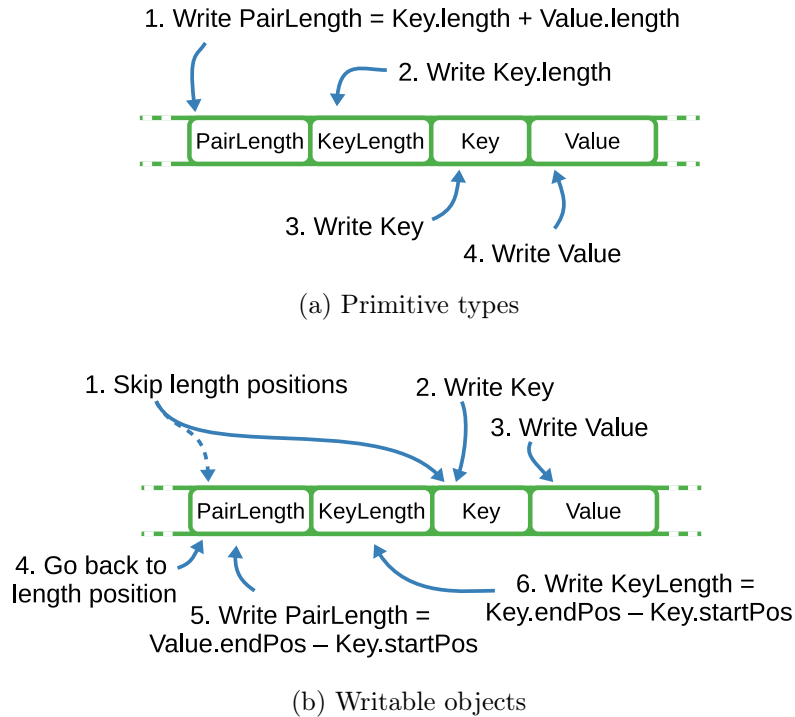 1. Write PairLength = Key.length + Value.length
2. Write Key.length
PairLength KeyLength Key Value
3. Write Key
4. Write Value
(a) Primitive types
1. Skip length positions
2. Write Key
3. Write Value
PairLength KeyLength Key Value
4. Go back to
length position
5. Write PairLength =
Value.endPos – Key.startPos
6. Write KeyLength =
Key.endPos – Key.startPos
(b) Writable objects